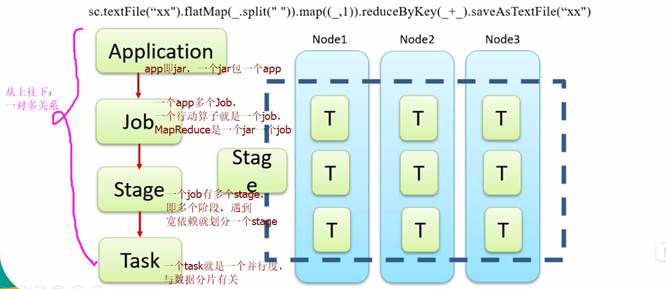 sc.textFile(“xx").flatMap(_.split(" ")).map((_,1)).reduceByKey(_+_).saveAsTextFile(“xx")
Application
app即jar，一个jar包一个app
从上往下：
一对多关系
Job
一个app多个Job，
一个行动算子就是一个job，
MapReduce是一个jar一个job
Stage
一个job有多个stage，
即多个阶段，遇到
宽依赖就划分一个stage
Task
一个task就是一个并行度，
与数据分片有关
Stag
e
Node1
Node2
Node3
T
T
T
T
T
T
T
T
T